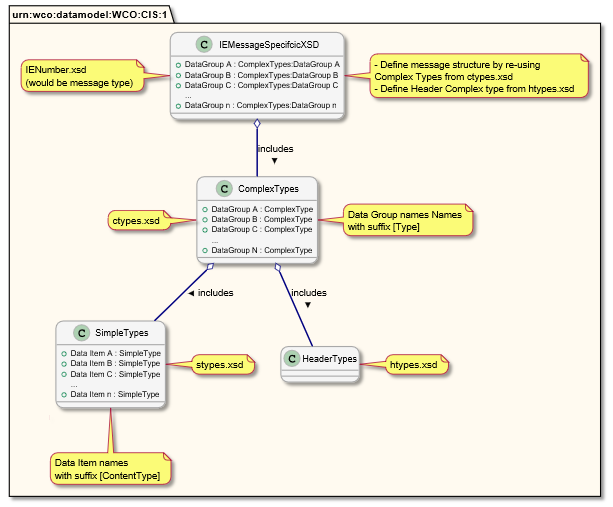 urn:wco:datamodel:WCO:CIS:1
C IEMessageSpecifcicXSD
DataGroup A : ComplexTypes:DataGroup A
DataGroup B : ComplexTypes:DataGroup B
DataGroup C : ComplexTypes:DataGroup C
...
DataGroup n : ComplexTypes:DataGroup n
IENumber.xsd
(would be message type)
- Define message structure by re-using
Complex Types from ctypes.xsd
- Define Header Complex type from htypes.xsd
includes
C ComplexTypes
DataGroup A : ComplexType
DataGroup B : ComplexType
DataGroup C : ComplexType
...
DataGroup N : ComplexType
ctypes.xsd
Data Group names Names
with suffix [Type]
includes
includes
C SimpleTypes
Data Item A : SimpleType
Data Item B : SimpleType
Data Item C : SimpleType
...
Data Item n : SimpleType
stypes.xsd
C HeaderTypes
htypes.xsd
Data Item names
with suffix [ContentType]